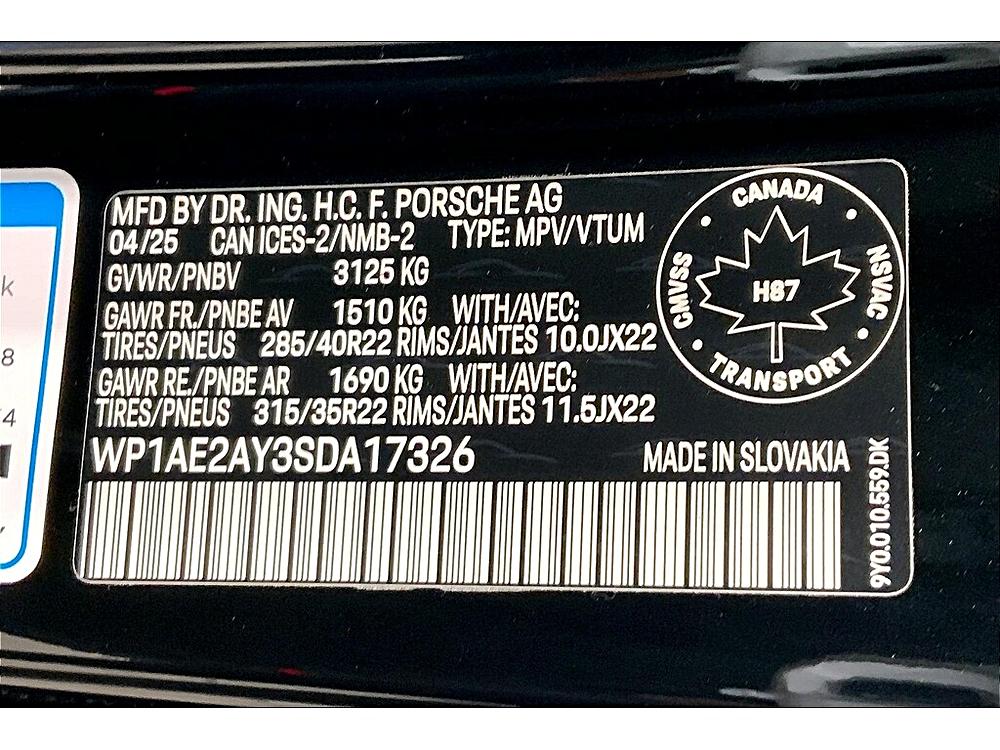 MFD BY DR. ING. H.C. F. PORSCHE AG
04/25 CAN ICES-2/NMB-2 TYPE: MPV/VTUM
GVWR/PNBV 3125 KG
GAWR FR./PNBE AV 1510 KG WITH/AVEC:
TIRES/PNEUS 285/40R22 RIMS/JANTES 10.0JX22
GAWR RE./PNBE AR 1690 KG WITH/AVEC:
TIRES/PNEUS 315/35R22 RIMS/JANTES 11.5JX22
WP1AE2AY3SDA17326 MADE IN SLOVAKIA
CANADA
CMVSS
H87
NSVAC
TRANSPORT
9Y0.010.559.DK
k
8
4